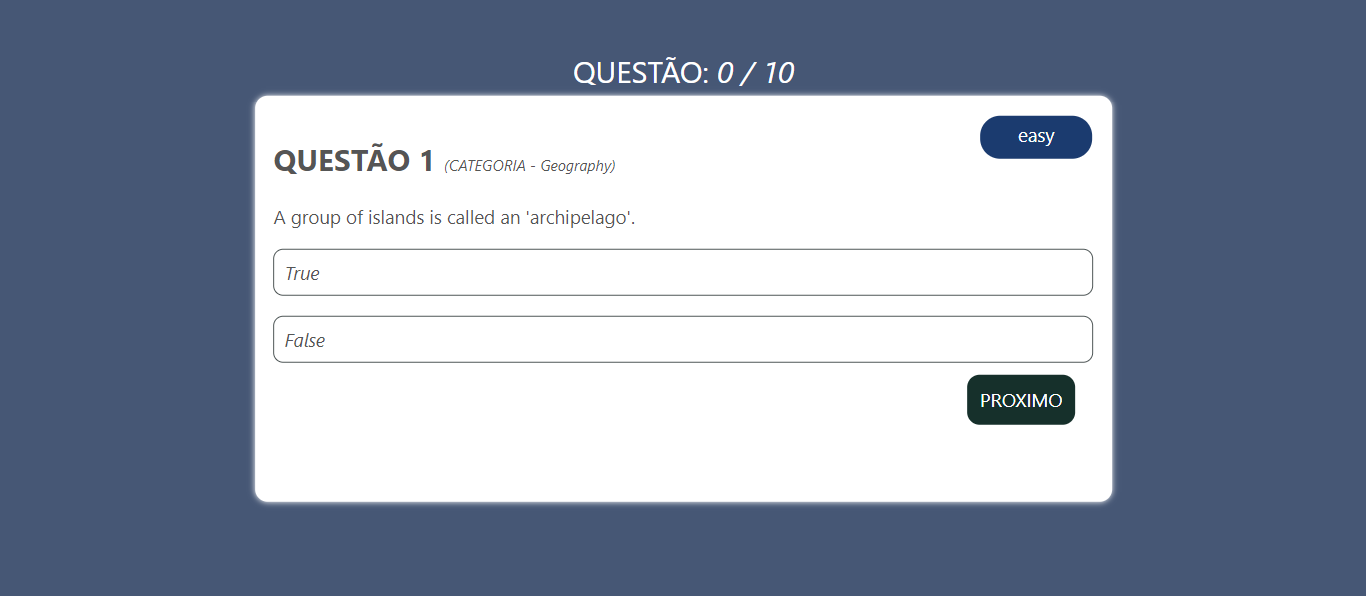 QUESTÃO: 0 / 10
easy
QUESTÃO 1 (CATEGORIA - Geography)
A group of islands is called an 'archipelago'.
True
False
PROXIMO